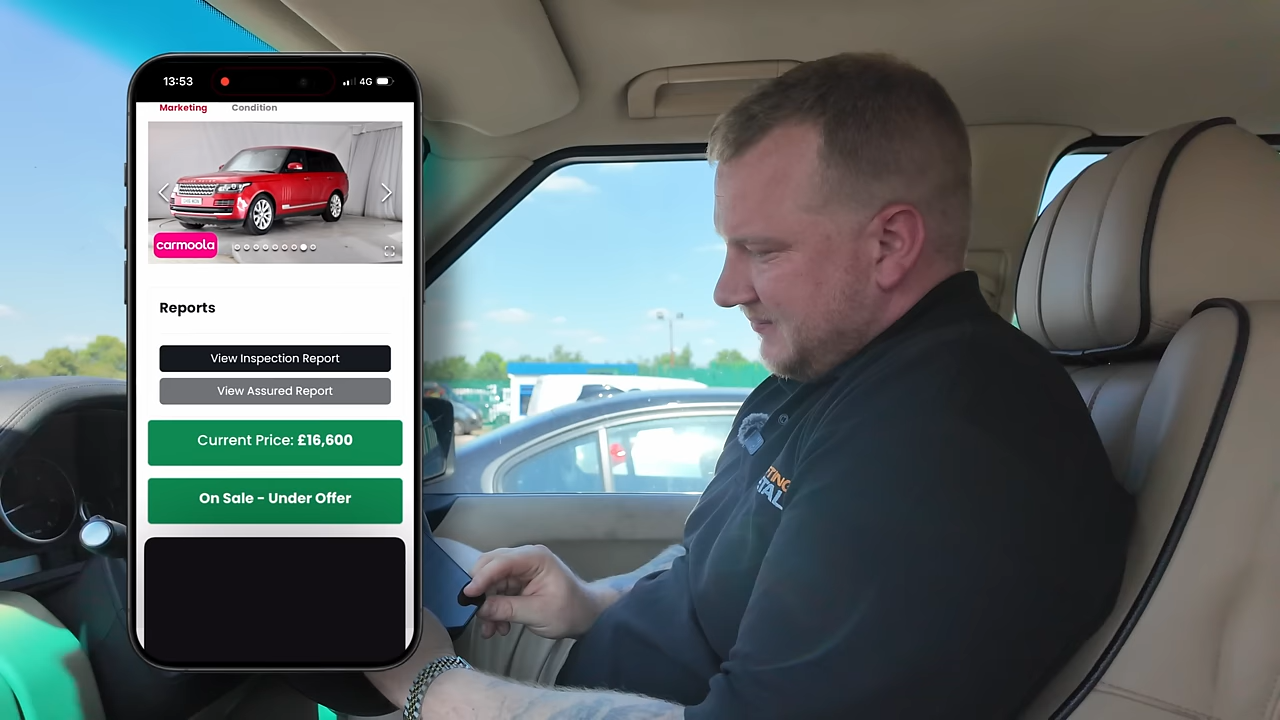 13:53
4G
Marketing
Condition
carmoola
Reports
View Inspection Report
View Assured Report
Current Price: £16,600
On Sale - Under Offer